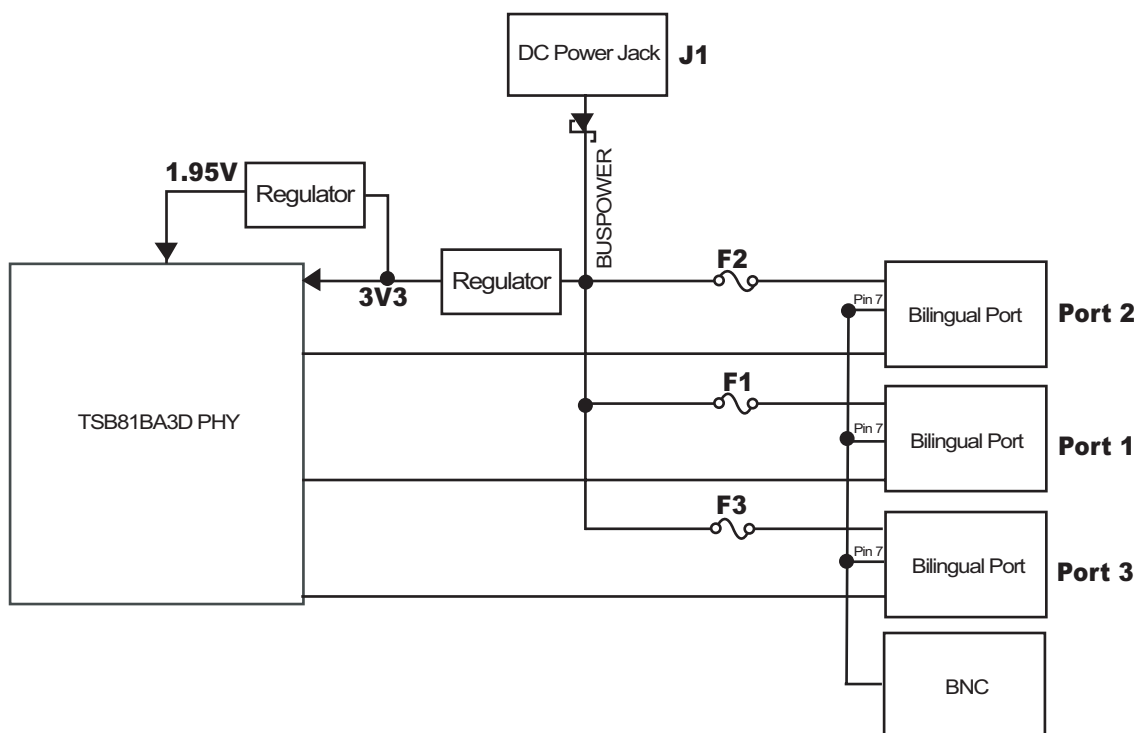 DC Power Jack
J1
1.95V
Regulator
BUSPOWER
Regulator
3V3
F2
Pin 7
Bilingual Port
Port 2
TSB81BA3D PHY
F1
Pin 7
Bilingual Port
Port 1
F3
Pin 7
Bilingual Port
Port 3
BNC